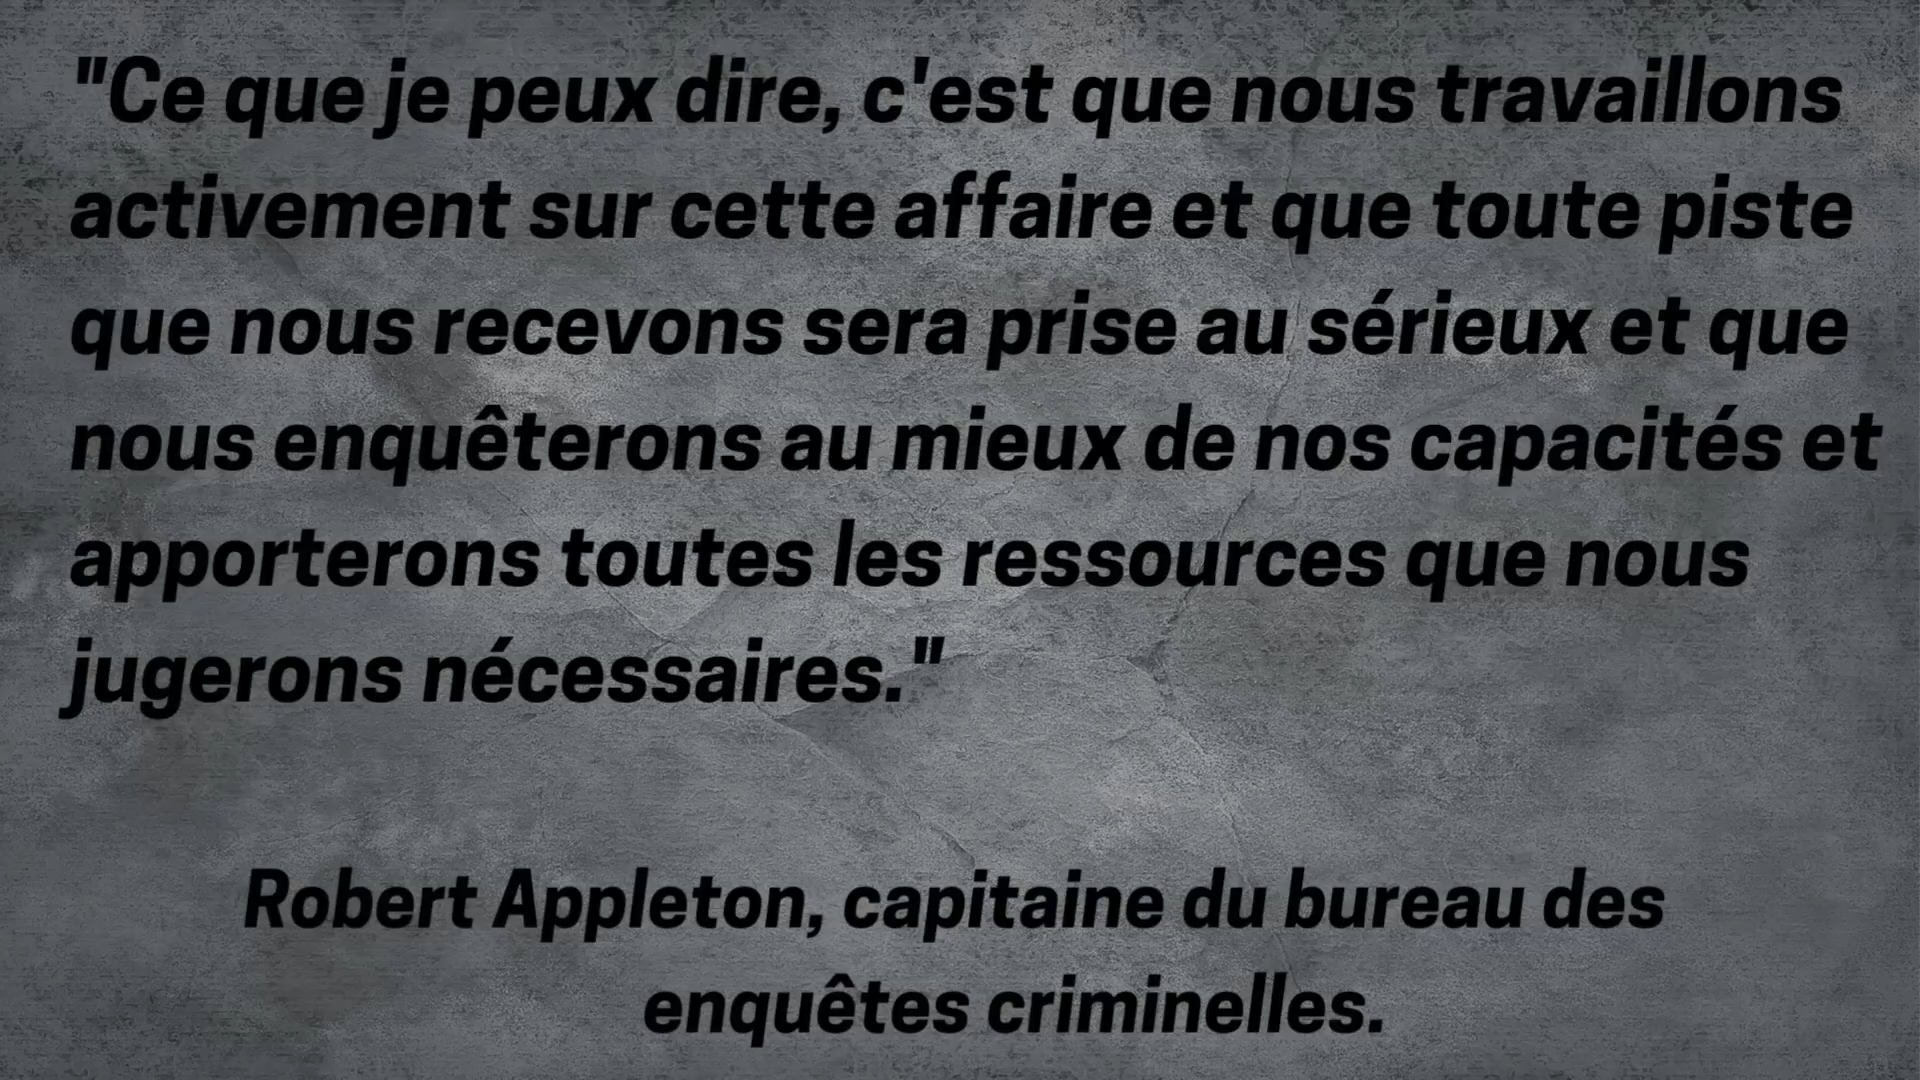 "Ce que je peux dire, c'est que nous travaillons
activement sur cette affaire et que toute piste
que nous recevons sera prise au sérieux et que
nous enquêterons au mieux de nos capacités et
apporterons toutes les ressources que nous
jugerons nécessaires."
Robert Appleton, capitaine du bureau des
enquêtes criminelles.